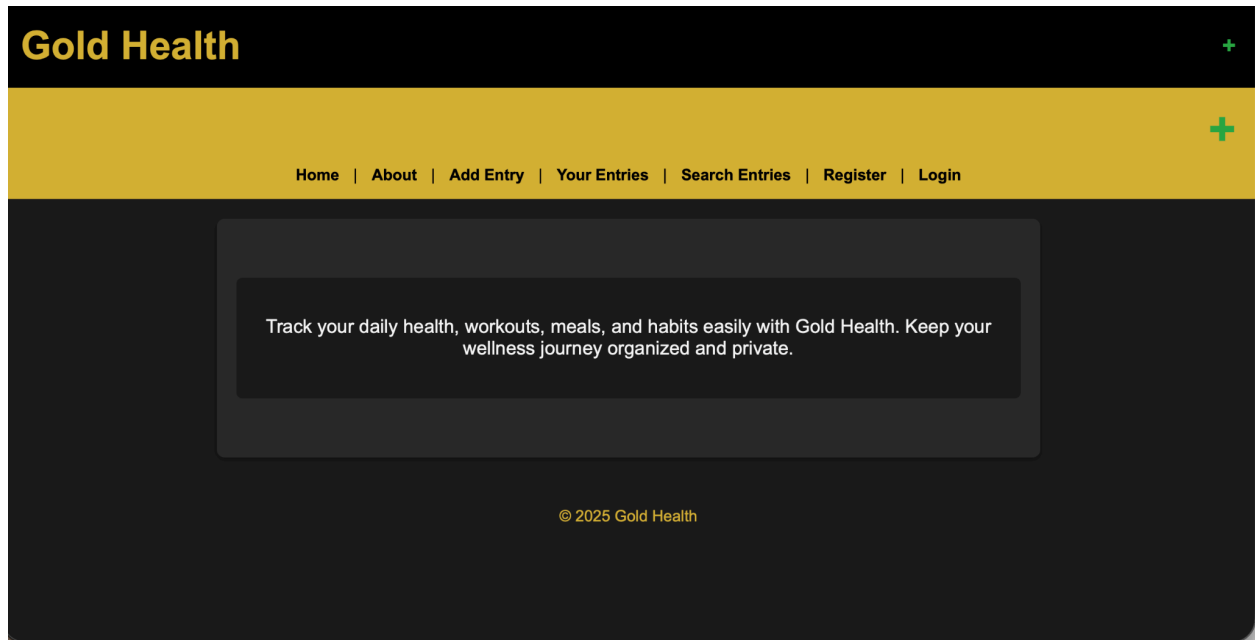 Gold Health
+
+
Home | About | Add Entry | Your Entries | Search Entries | Register | Login
Track your daily health, workouts, meals, and habits easily with Gold Health. Keep your
wellness journey organized and private.
© 2025 Gold Health